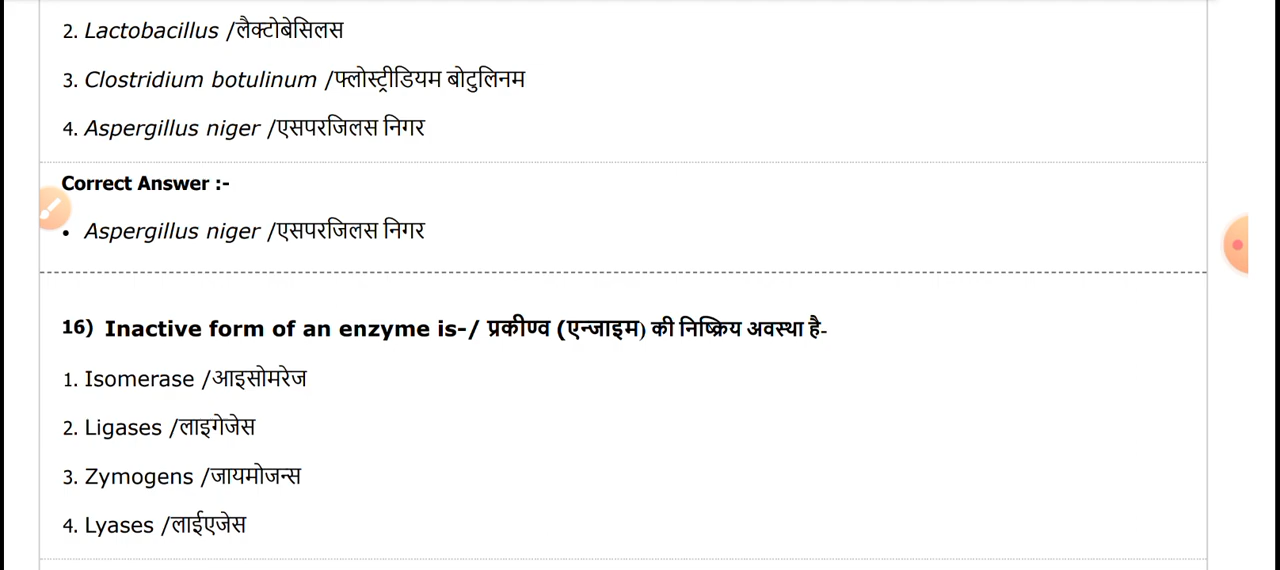 2. Lactobacillus /लैक्टोबेसिलस
3. Clostridium botulinum /फ्लोस्ट्रीडियम बोटुलिनम
4. Aspergillus niger /एसपरजिलस निगर
Correct Answer :-
• Aspergillus niger /एसपरजिलस निगर
16) Inactive form of an enzyme is-/ प्रकीण्व (एन्जाइम) की निष्क्रिय अवस्था है-
1. Isomerase /आइसोमरेज
2. Ligases /लाइगेजेस
3. Zymogens /जायमोजन्स
4. Lyases /लाईएजेस